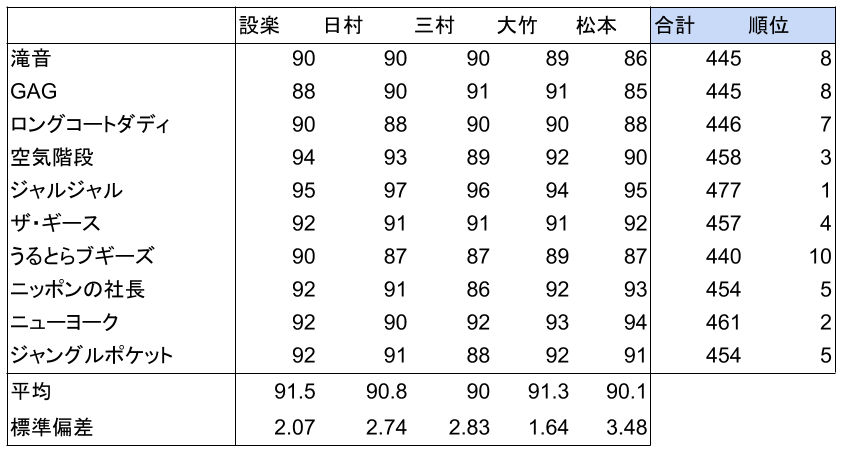 設楽 日村 三村 大竹 松本 合計 順位
滝音 90 90 90 89 86 445 8
GAG 88 90 91 91 85 445 8
ロングコートダディ 90 88 90 90 88 446 7
空気階段 94 93 89 92 90 458 3
ジャルジャル 95 97 96 94 95 477 1
ザ・ギース 92 91 91 91 92 457 4
うるとらブギーズ 90 87 87 89 87 440 10
ニッポンの社長 92 91 86 92 93 454 5
ニューヨーク 92 90 92 93 94 461 2
ジャングルポケット 92 91 88 92 91 454 5
平均 91.5 90.8 90 91.3 90.1
標準偏差 2.07 2.74 2.83 1.64 3.48